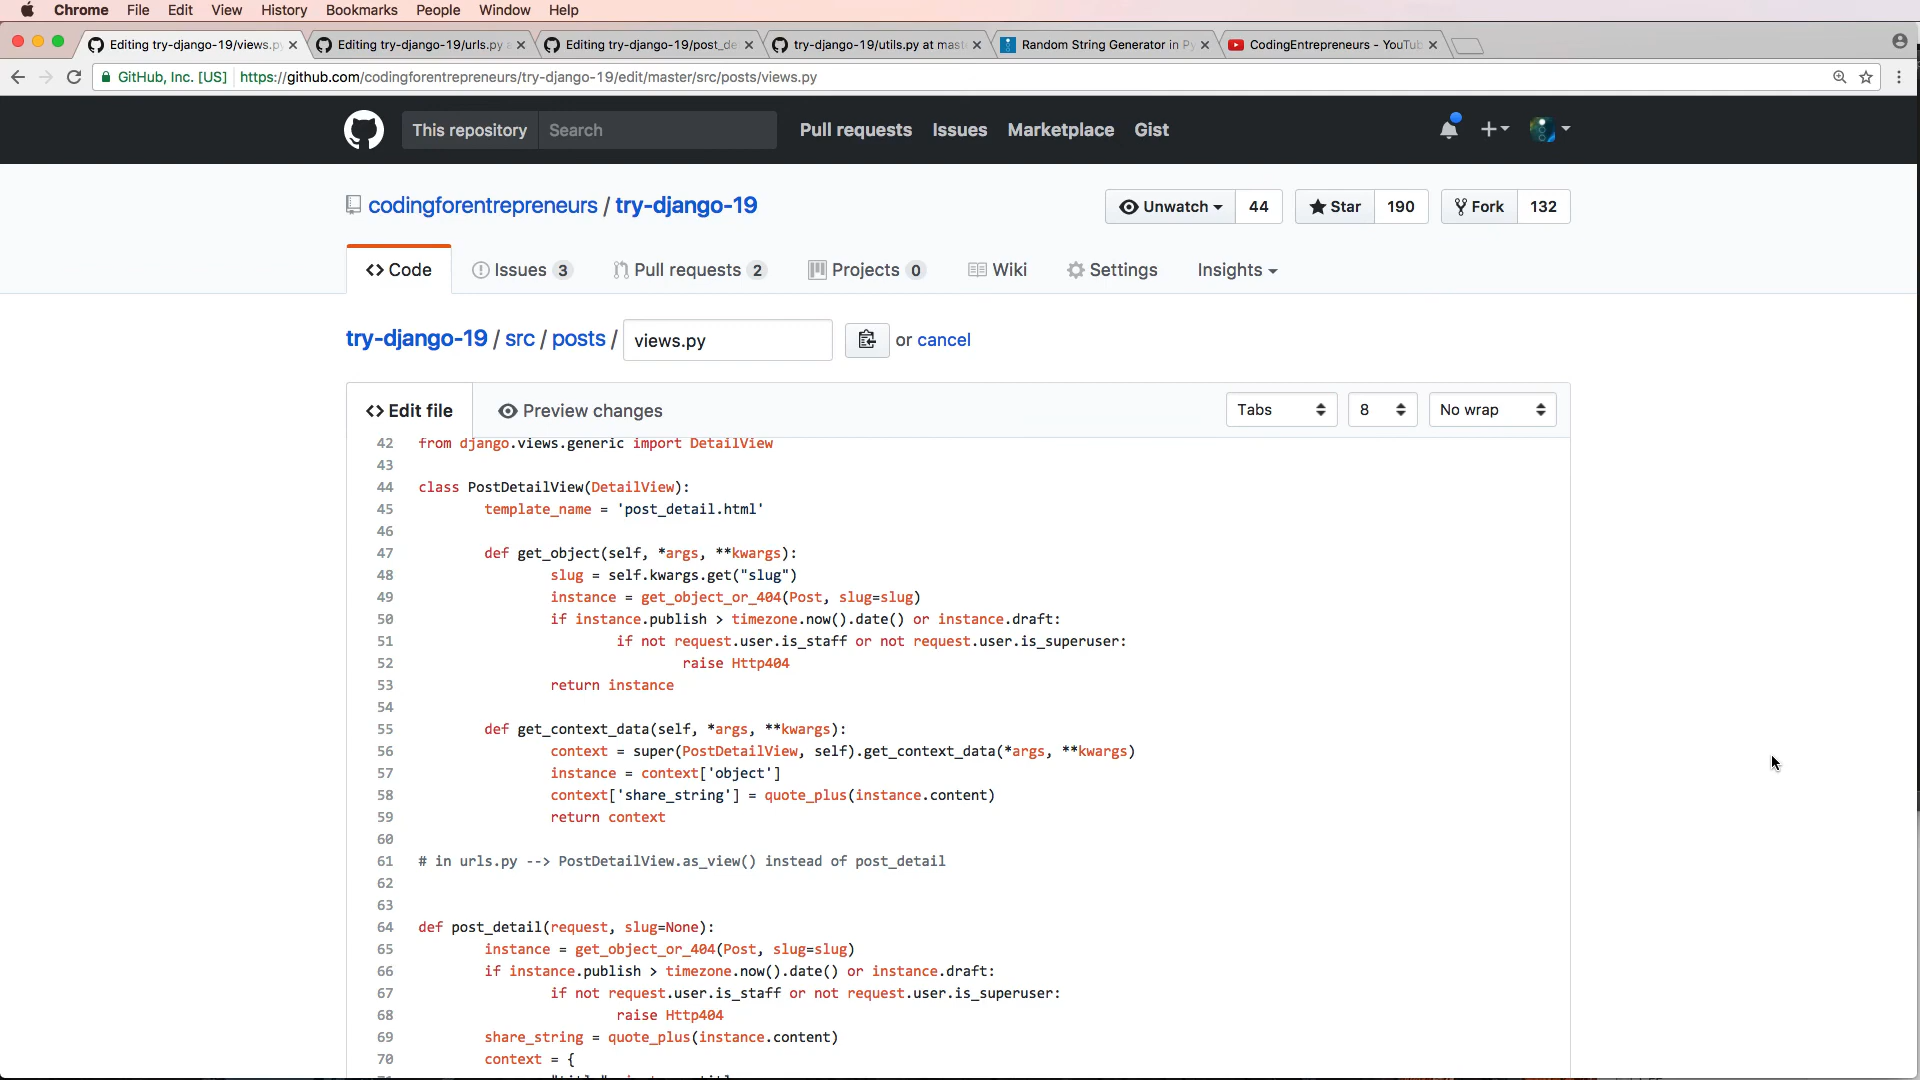 Chrome File Edit View History Bookmarks People Window Help
Editing try-django-19/views.py Editing try-django-19/urls.py a Editing try-django-19/post_de try-django-19/utils.py at mast Random String Generator in Py CodingEntrepreneurs - YouTub
GitHub, Inc. [US] https://github.com/codingforentrepreneurs/try-django-19/edit/master/src/posts/views.py
This repository Search Pull requests Issues Marketplace Gist
codingforentrepreneurs / try-django-19 Unwatch 44 Star 190 Fork 132
<> Code Issues 3 Pull requests 2 Projects 0 Wiki Settings Insights
try-django-19 / src / posts / views.py or cancel
<> Edit file Preview changes Tabs 8 No wrap
42 from django.views.generic import DetailView
43
44 class PostDetailView(DetailView):
45 template_name = 'post_detail.html'
46
47 def get_object(self, *args, **kwargs):
48 slug = self.kwargs.get("slug")
49 instance = get_object_or_404(Post, slug=slug)
50 if instance.publish > timezone.now().date() or instance.draft:
51 if not request.user.is_staff or not request.user.is_superuser:
52 raise Http404
53 return instance
54
55 def get_context_data(self, *args, **kwargs):
56 context = super(PostDetailView, self).get_context_data(*args, **kwargs)
57 instance = context['object']
58 context['share_string'] = quote_plus(instance.content)
59 return context
60
61 # in urls.py --> PostDetailView.as_view() instead of post_detail
62
63
64 def post_detail(request, slug=None):
65 instance = get_object_or_404(Post, slug=slug)
66 if instance.publish > timezone.now().date() or instance.draft:
67 if not request.user.is_staff or not request.user.is_superuser:
68 raise Http404
69 share_string = quote_plus(instance.content)
70 context = {